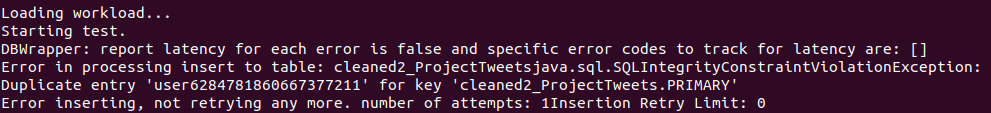 Loading workload...
Starting test.
DBWrapper: report latency for each error is false and specific error codes to track for latency are: []
Error in processing insert to table: cleaned2_ProjectTweetsjava.sql.SQLIntegrityConstraintViolationException:
Duplicate entry 'user6284781860667377211' for key 'cleaned2_ProjectTweets.PRIMARY'
Error inserting, not retrying any more. number of attempts: 1Insertion Retry Limit: 0